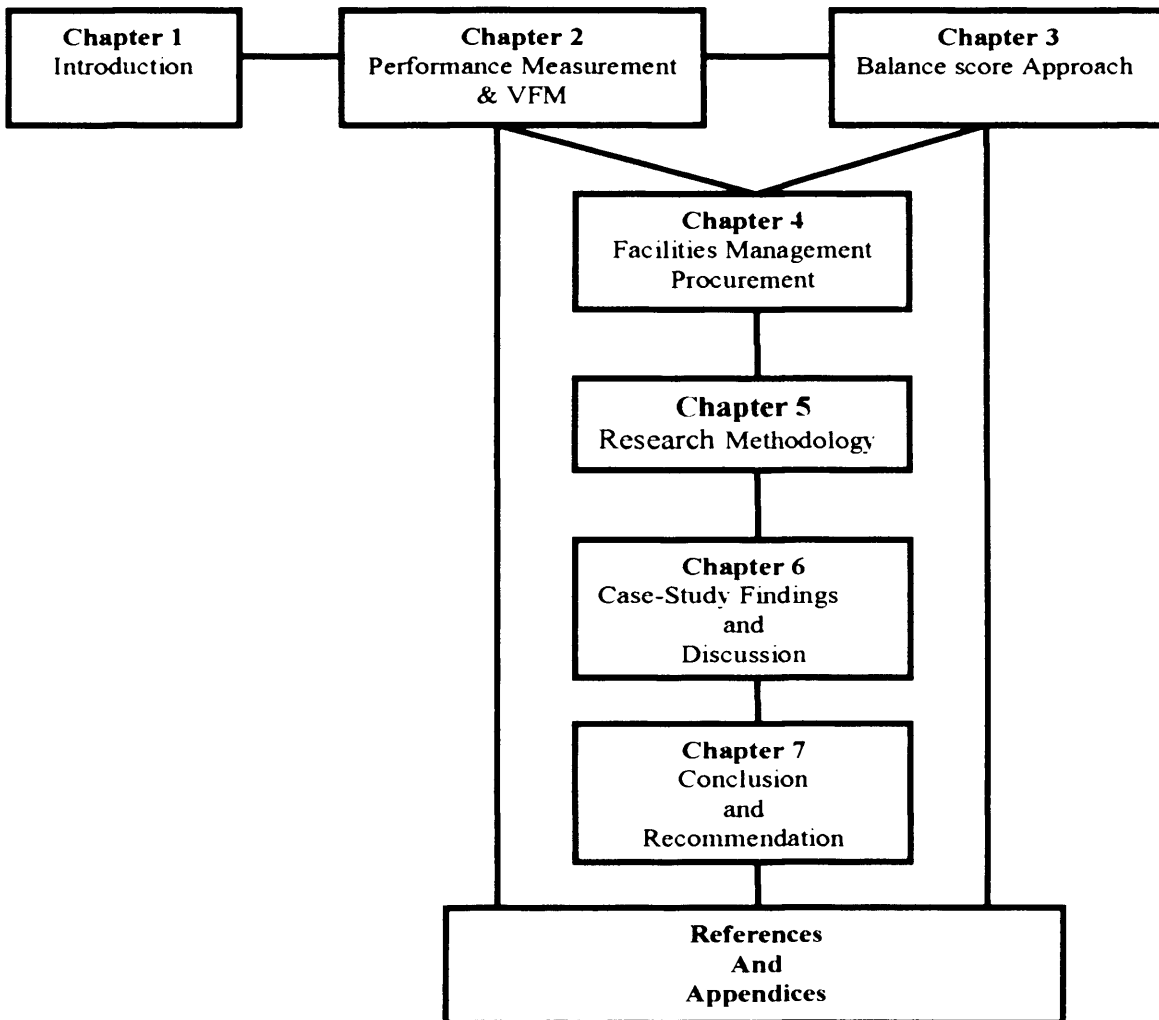 Chapter 1
Introduction
Chapter 2
Performance Measurement
& VFM
Chapter 3
Balance score Approach
Chapter 4
Facilities Management
Procurement
Chapter 5
Research Methodology
Chapter 6
Case-Study Findings
and
Discussion
Chapter 7
Conclusion
and
Recommendation
References
And
Appendices